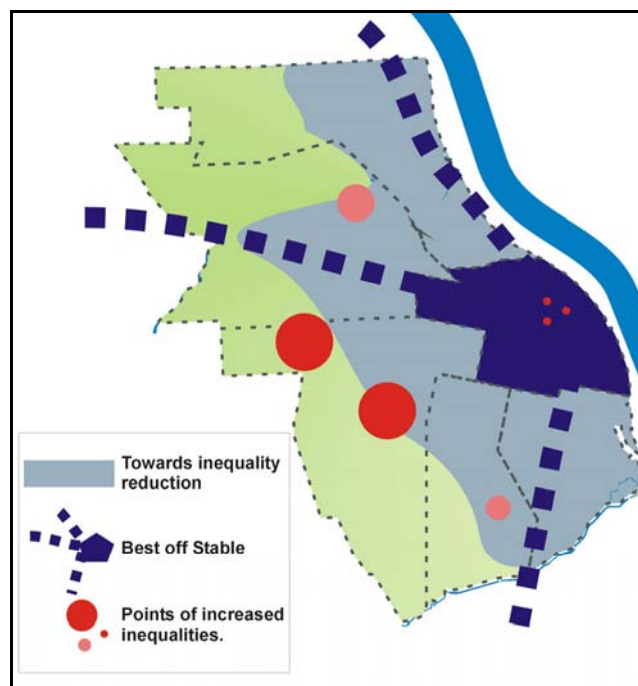 Towards inequality
reduction
Best off Stable
Points of increased
inequalities.